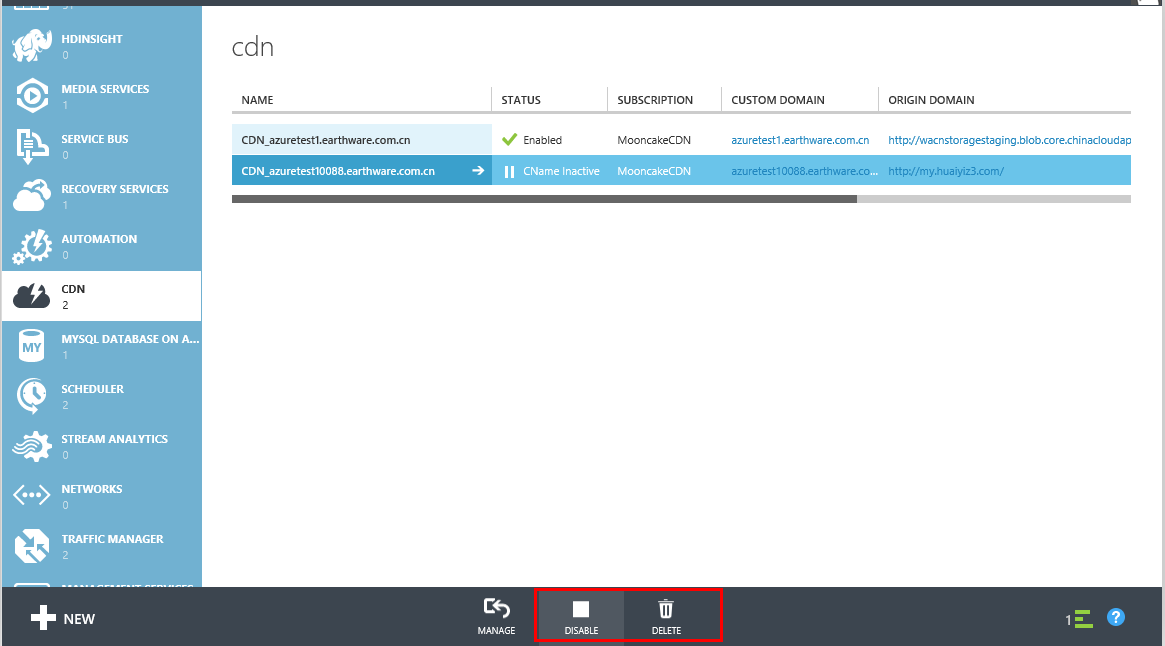 HDINSIGHT
0
MEDIA SERVICES
1
SERVICE BUS
0
RECOVERY SERVICES
1
AUTOMATION
0
CDN
2
MY
MYSQL DATABASE ON A...
1
SCHEDULER
2
STREAM ANALYTICS
0
NETWORKS
0
TRAFFIC MANAGER
2
MANAGEMENT SERVICES
cdn
NAME STATUS SUBSCRIPTION CUSTOM DOMAIN ORIGIN DOMAIN
CDN_azuretest1.earthware.com.cn Enabled MooncakeCDN azuretest1.earthware.com.cn http://wacnstoragestaging.blob.core.chinacloudap
CDN_azuretest10088.earthware.com.cn CName Inactive MooncakeCDN azuretest10088.earthware.co... http://my.huaiyiz3.com/
NEW
MANAGE
DISABLE
DELETE
1
?